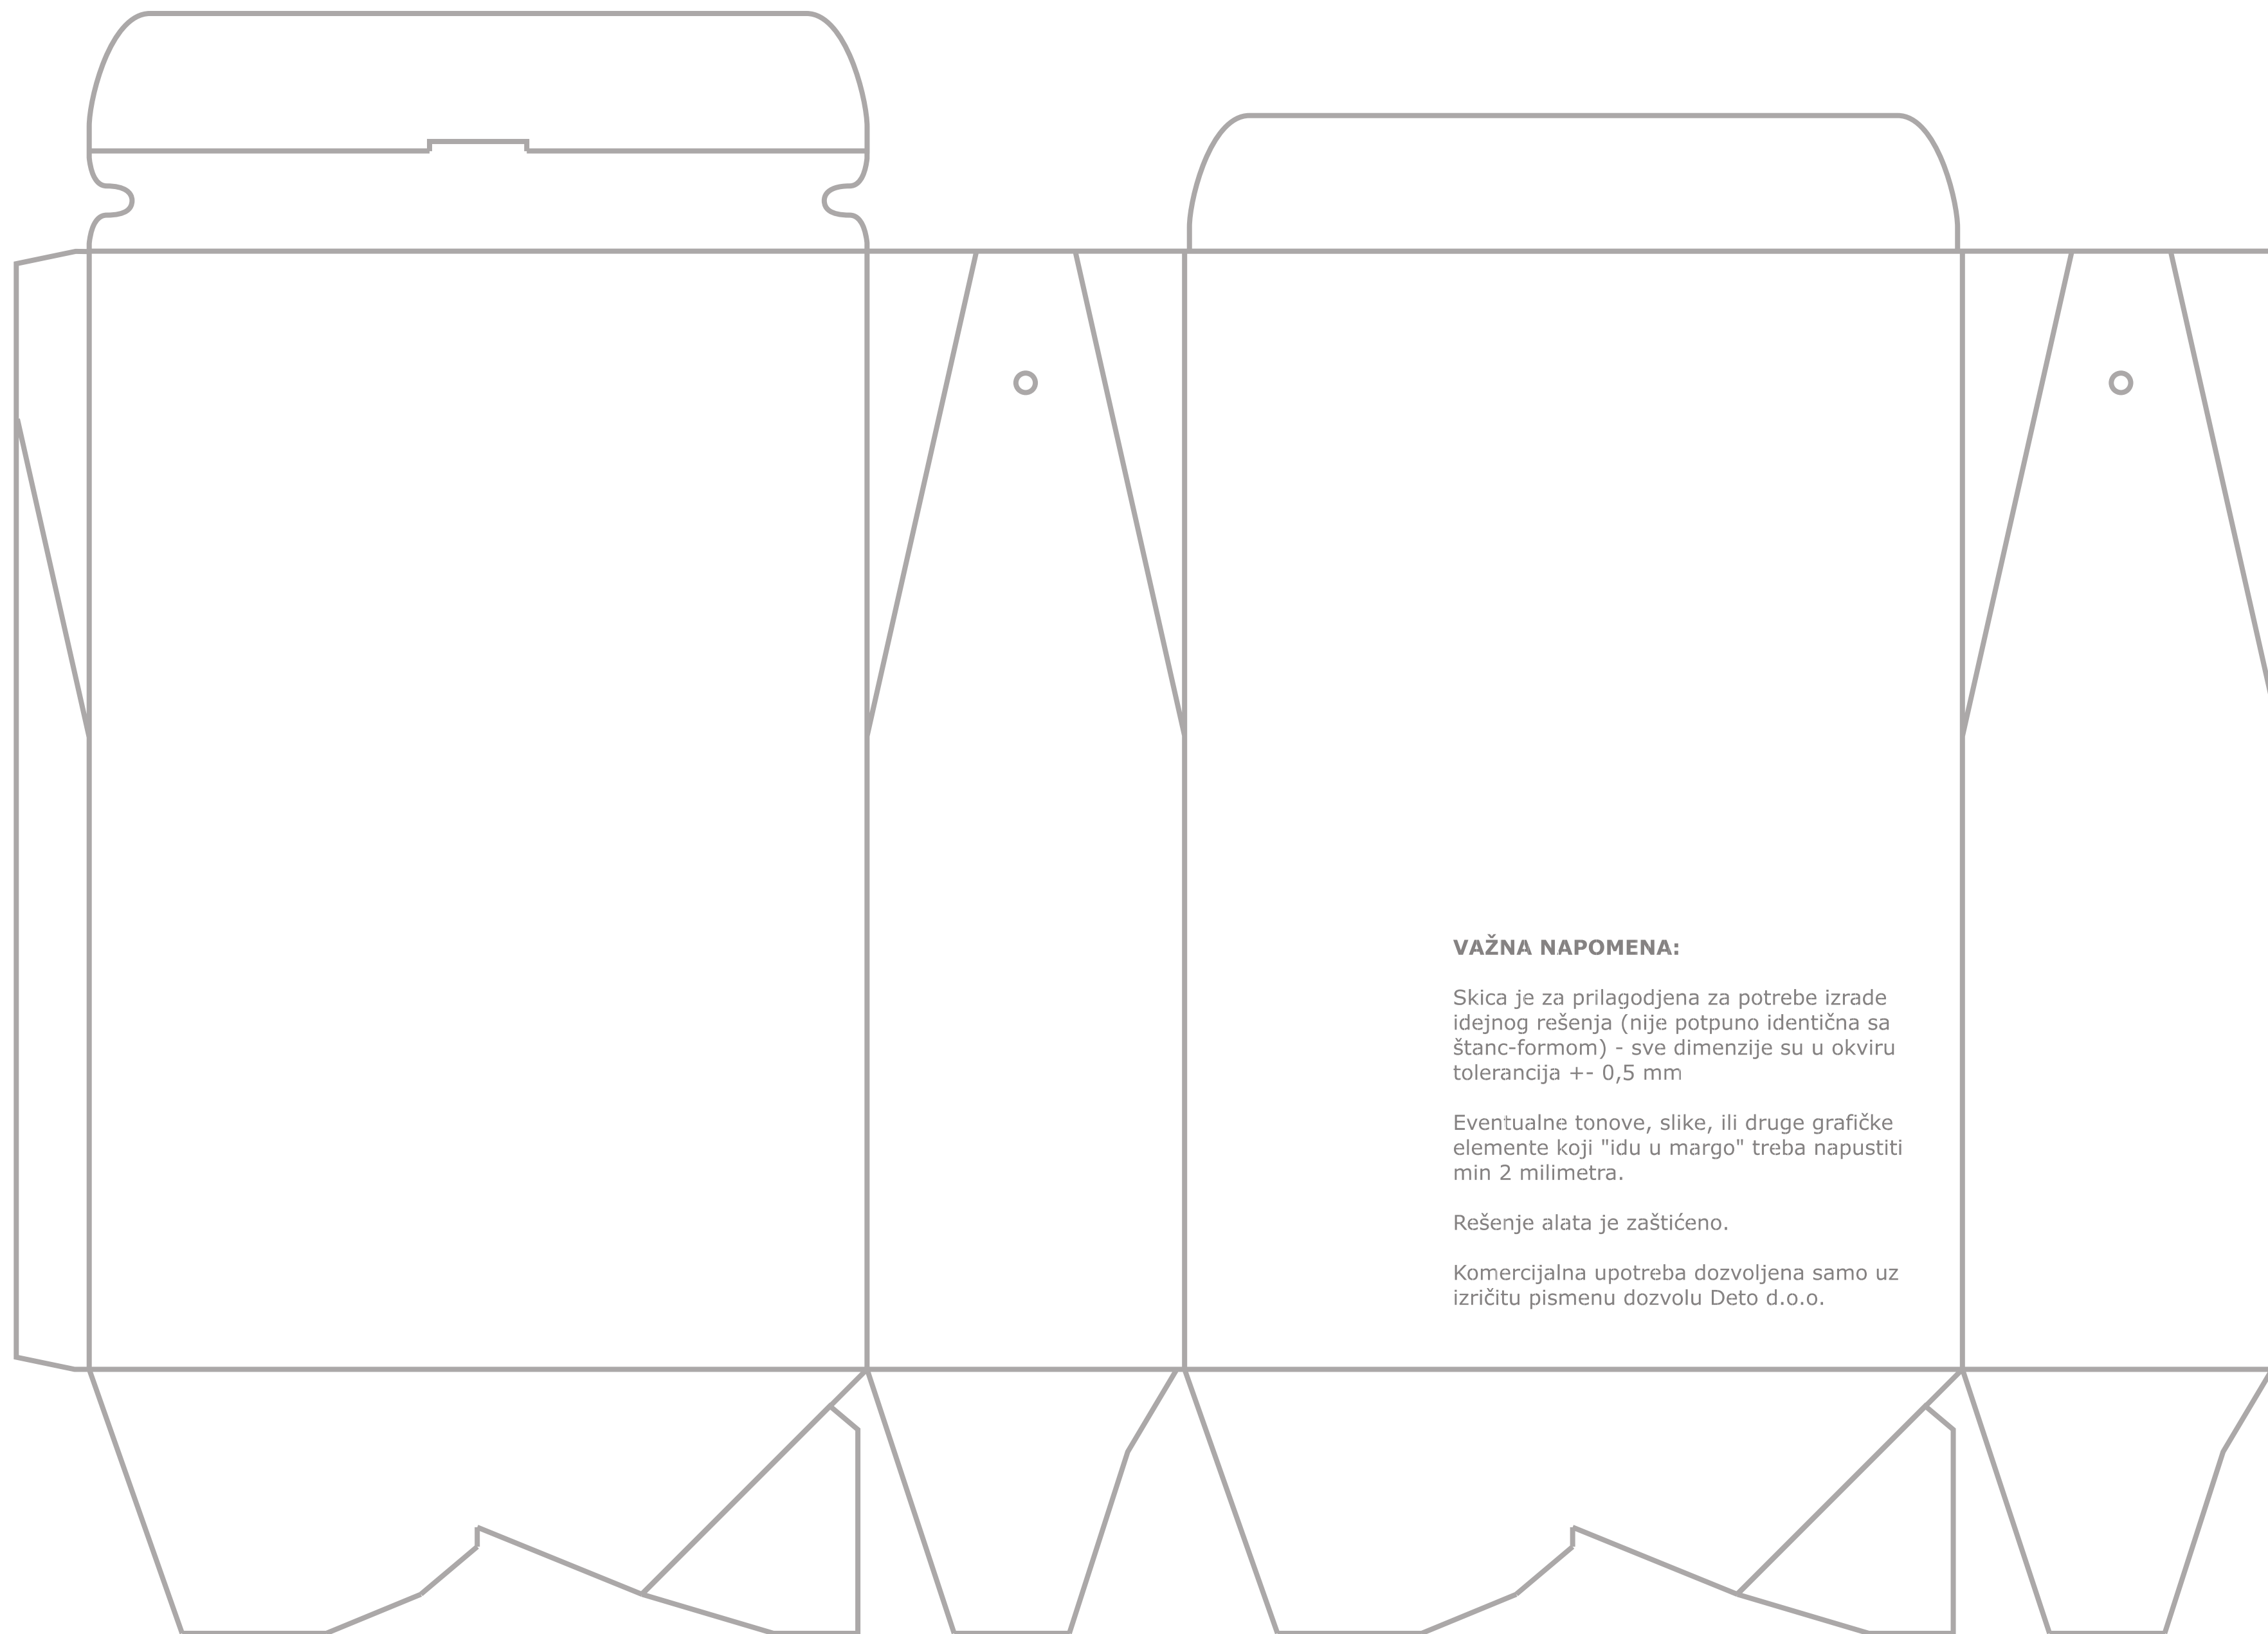 VAŽNA NAPOMENA:
Skica je za prilagodjena za potrebe izrade
idejnog rešenja (nije potpuno identična sa
štanc-formom) - sve dimenzije su u okviru
tolerancija +- 0,5 mm
Eventualne tonove, slike, ili druge grafičke
elemente koji "idu u margo" treba napustiti
min 2 milimetra.
Rešenje alata je zaštićeno.
Komercijalna upotreba dozvoljena samo uz
izričitu pismenu dozvolu Deto d.o.o.